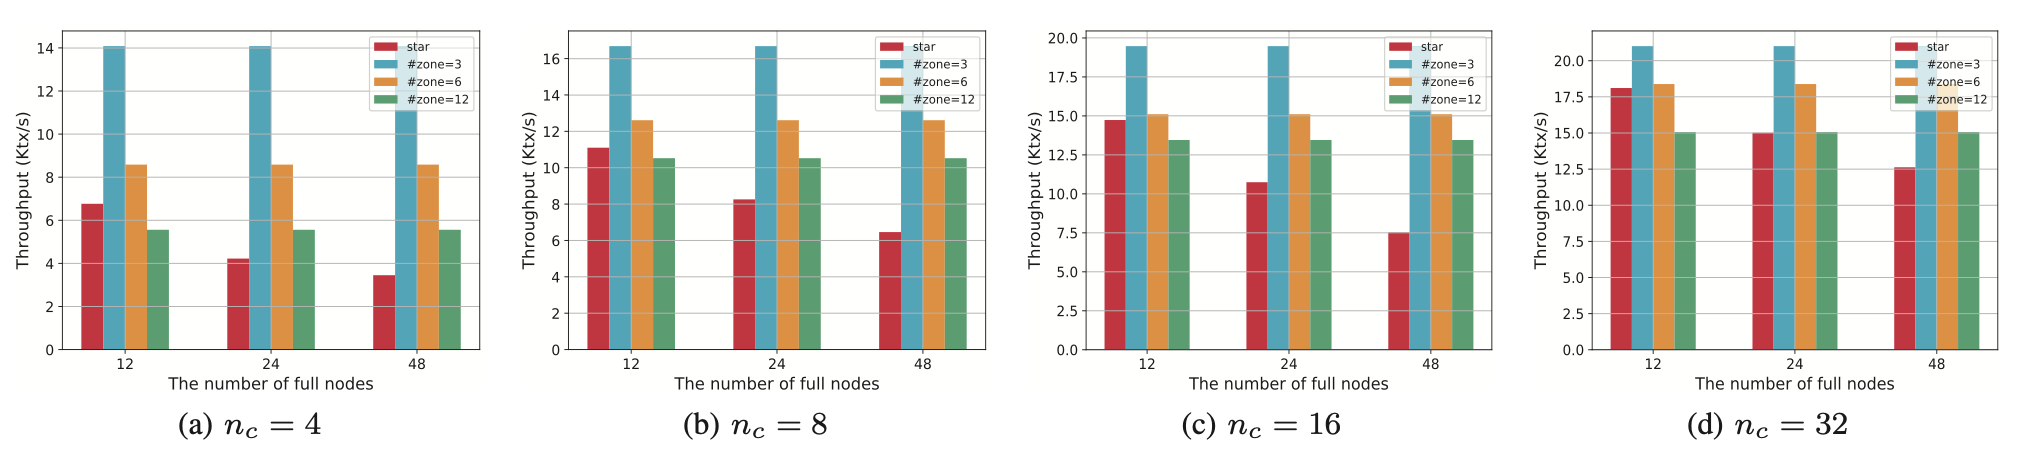 14
12
10
8
6
4
2
0
Throughput (Ktx/s)
star
#zone=3
#zone=6
#zone=12
12 24 48
The number of full nodes
(a) n_c = 4
16
14
12
10
8
6
4
2
0
Throughput (Ktx/s)
star
#zone=3
#zone=6
#zone=12
12 24 48
The number of full nodes
(b) n_c = 8
20.0
17.5
15.0
12.5
10.0
7.5
5.0
2.5
0.0
Throughput (Ktx/s)
star
#zone=3
#zone=6
#zone=12
12 24 48
The number of full nodes
(c) n_c = 16
20.0
17.5
15.0
12.5
10.0
7.5
5.0
2.5
0.0
Throughput (Ktx/s)
star
#zone=3
#zone=6
#zone=12
12 24 48
The number of full nodes
(d) n_c = 32